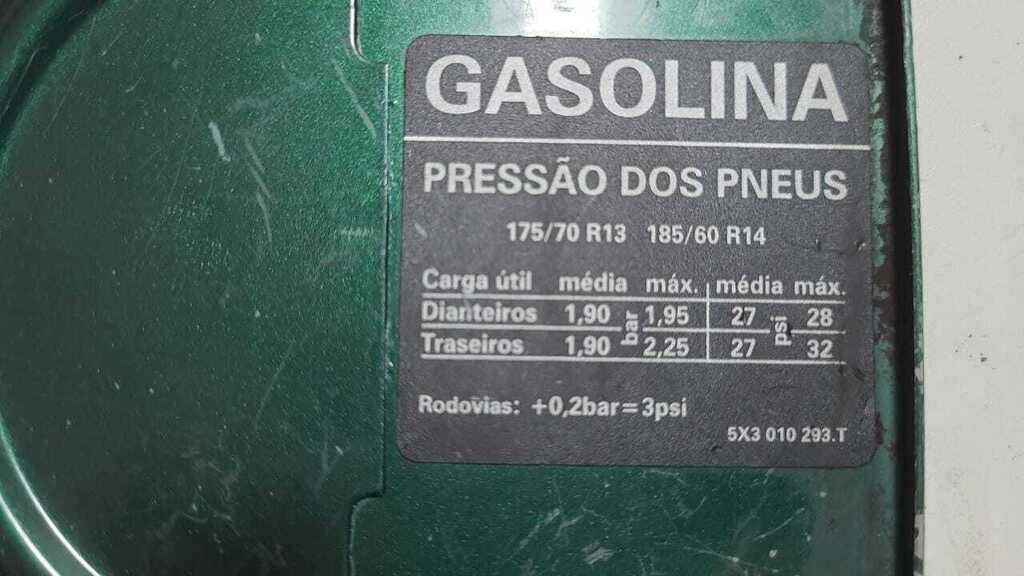 GASOLINA
PRESSÃO DOS PNEUS
175/70 R13 185/60 R14
Carga útil média máx. média máx.
Dianteiros 1,90 bar 1,95 27 psi 28
Traseiros 1,90 2,25 27 32
Rodovias: +0,2bar=3psi
5X3 010 293.T